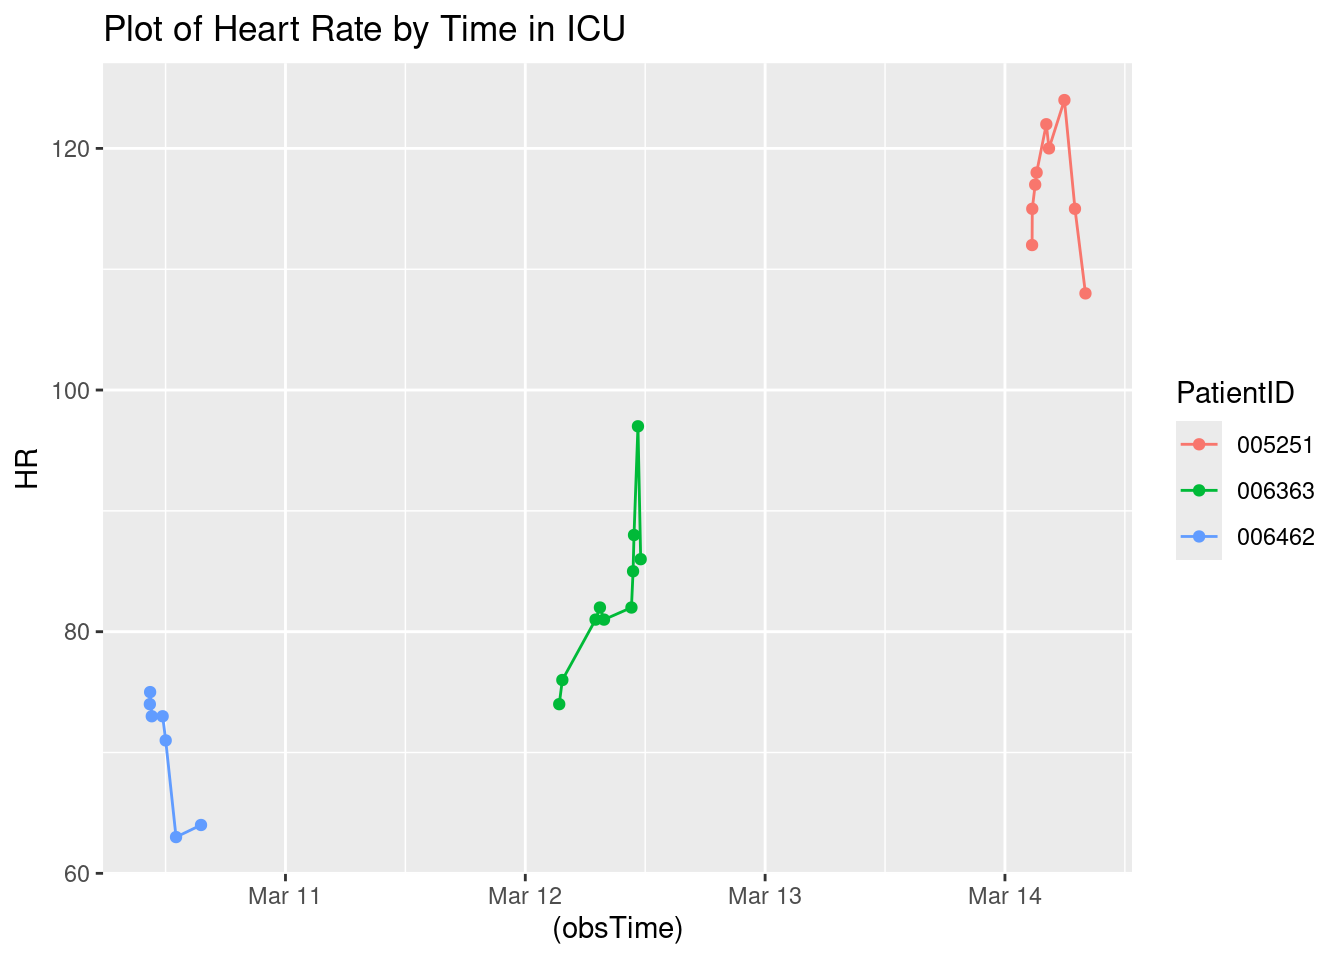 Plot of Heart Rate by Time in ICU
120
100
80
60
HR
Mar 11 Mar 12 Mar 13 Mar 14
(obsTime)
PatientID
005251
006363
006462